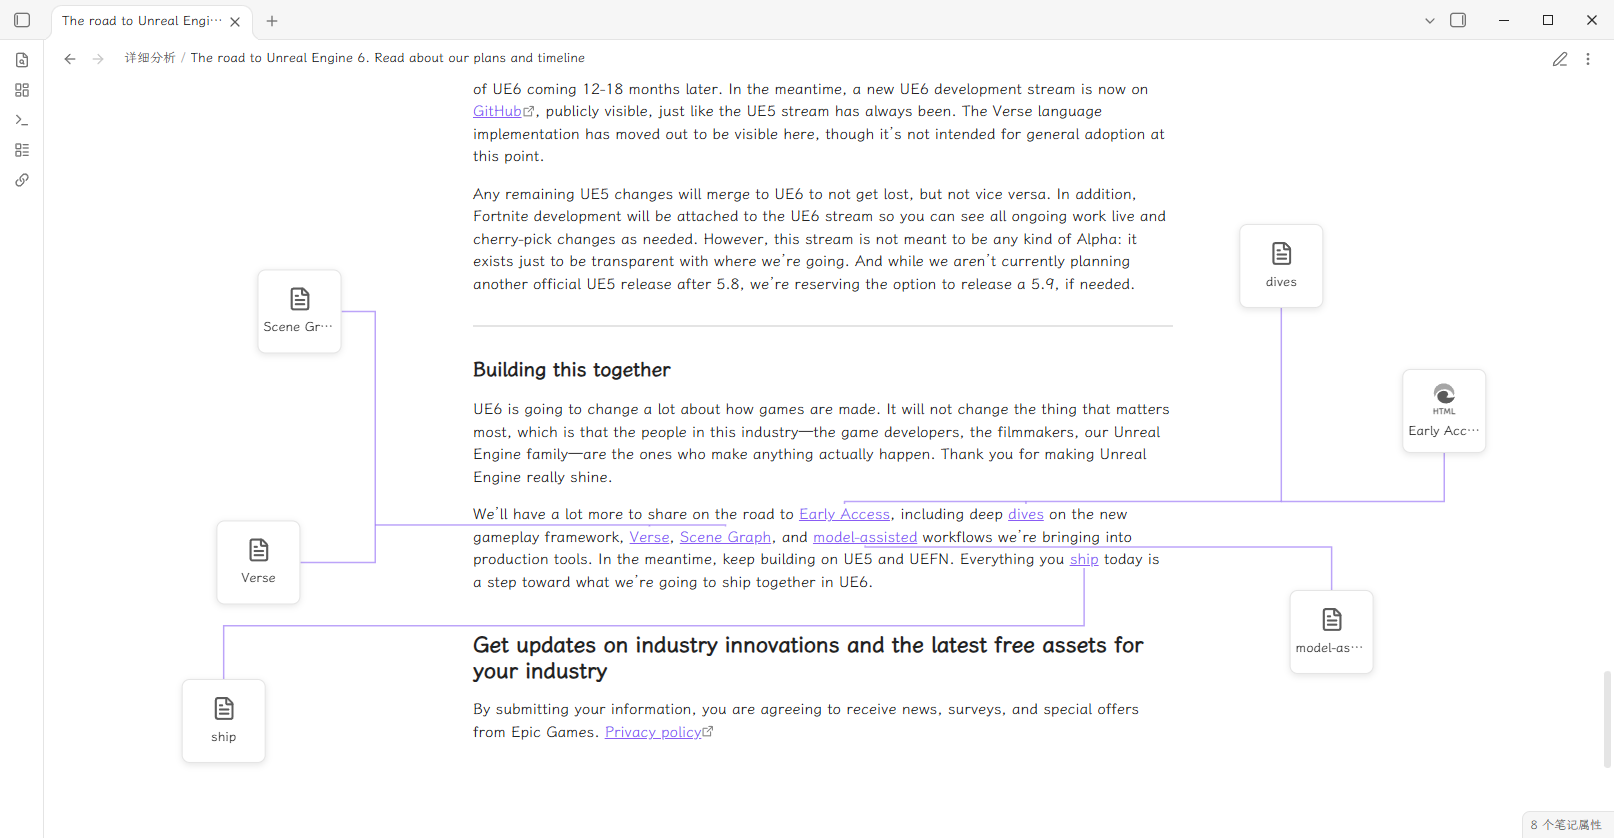 The road to Unreal Engi···
详细分析 / The road to Unreal Engine 6. Read about our plans and timeline
of UE6 coming 12-18 months later. In the meantime, a new UE6 development stream is now on
GitHub, publicly visible, just like the UE5 stream has always been. The Verse language
implementation has moved out to be visible here, though it's not intended for general adoption at
this point.
Any remaining UE5 changes will merge to UE6 to not get lost, but not vice versa. In addition,
Fortnite development will be attached to the UE6 stream so you can see all ongoing work live and
cherry-pick changes as needed. However, this stream is not meant to be any kind of Alpha: it
exists just to be transparent with where we're going. And while we aren't currently planning
another official UE5 release after 5.8, we're reserving the option to release a 5.9, if needed.
dives
Scene Gr···
Building this together
HTML
Early Acc···
UE6 is going to change a lot about how games are made. It will not change the thing that matters
most, which is that the people in this industry—the game developers, the filmmakers, our Unreal
Engine family—are the ones who make anything actually happen. Thank you for making Unreal
Engine really shine.
We'll have a lot more to share on the road to Early Access, including deep dives on the new
gameplay framework, Verse, Scene Graph, and model-assisted workflows we're bringing into
production tools. In the meantime, keep building on UE5 and UEFN. Everything you ship today is
a step toward what we're going to ship together in UE6.
Verse
model-as···
Get updates on industry innovations and the latest free assets for
your industry
By submitting your information, you are agreeing to receive news, surveys, and special offers
from Epic Games. Privacy policy
ship
8 个笔记属性